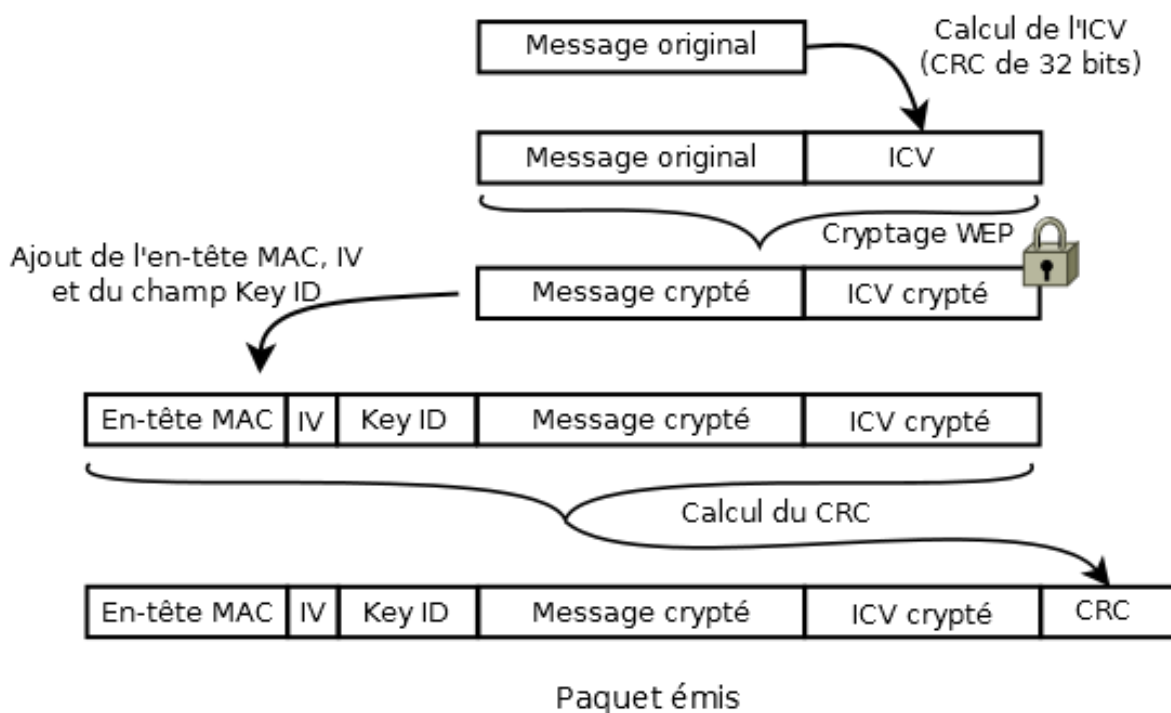 Message original
Calcul de l'ICV
(CRC de 32 bits)
Message original ICV
Cryptage WEP
Ajout de l'en-tête MAC, IV
et du champ Key ID
Message crypté ICV crypté
En-tête MAC IV Key ID Message crypté ICV crypté
Calcul du CRC
En-tête MAC IV Key ID Message crypté ICV crypté CRC
Paquet émis